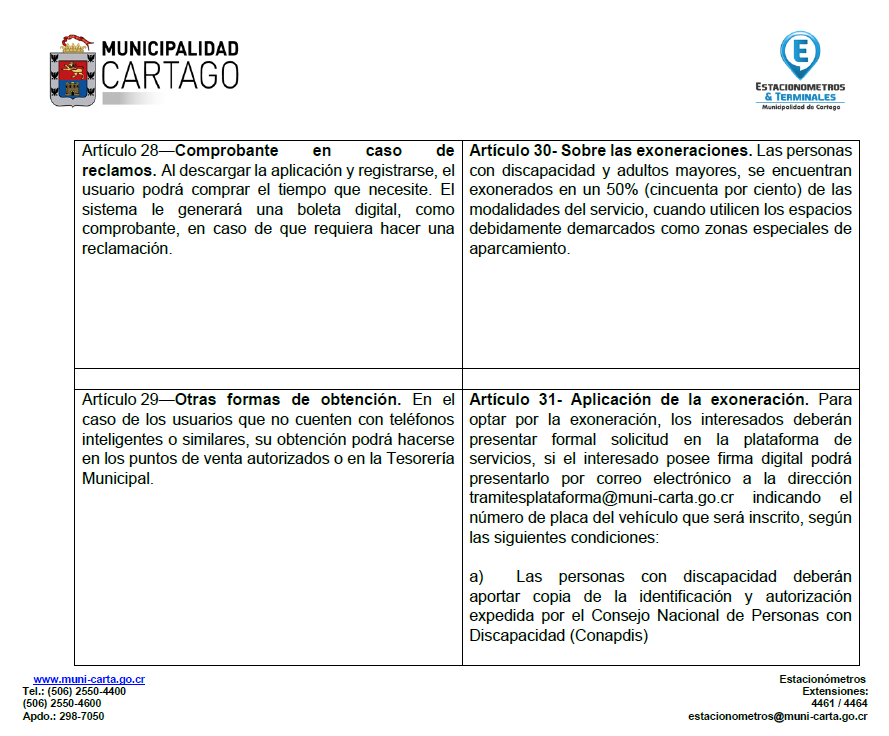 MUNICIPALIDAD
CARTAGO
E
ESTACIONOMETROS
& TERMINALES
Municipalidad de Cartago
Artículo 28—Comprobante en caso de
reclamos. Al descargar la aplicación y registrarse, el
usuario podrá comprar el tiempo que necesite. El
sistema le generará una boleta digital, como
comprobante, en caso de que requiera hacer una
reclamación.
Artículo 30- Sobre las exoneraciones. Las personas
con discapacidad y adultos mayores, se encuentran
exonerados en un 50% (cincuenta por ciento) de las
modalidades del servicio, cuando utilicen los espacios
debidamente demarcados como zonas especiales de
aparcamiento.
Artículo 29—Otras formas de obtención. En el
caso de los usuarios que no cuenten con teléfonos
inteligentes o similares, su obtención podrá hacerse
en los puntos de venta autorizados o en la Tesorería
Municipal.
Artículo 31- Aplicación de la exoneración. Para
optar por la exoneración, los interesados deberán
presentar formal solicitud en la plataforma de
servicios, si el interesado posee firma digital podrá
presentarlo por correo electrónico a la dirección
tramitesplataforma@muni-carta.go.cr indicando el
número de placa del vehículo que será inscrito, según
las siguientes condiciones:
a) Las personas con discapacidad deberán
aportar copia de la identificación y autorización
expedida por el Consejo Nacional de Personas con
Discapacidad (Conapdis)
www.muni-carta.go.cr
Tel.: (506) 2550-4400
(506) 2550-4600
Apdo.: 298-7050
Estacionómetros
Extensiones:
4461 / 4464
estacionometros@muni-carta.go.cr